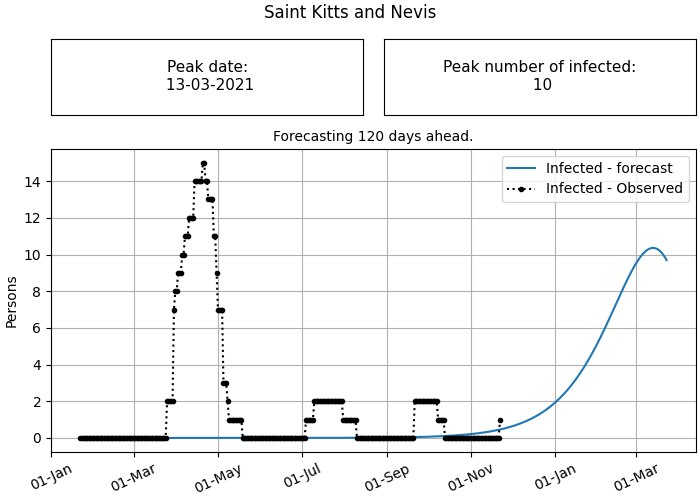 Saint Kitts and Nevis
Peak date:
13-03-2021
Peak number of infected:
10
Forecasting 120 days ahead.
Infected - forecast
Infected - Observed
Persons
14
12
10
8
6
4
2
0
01-Jan
01-Mar
01-May
01-Jul
01-Sep
01-Nov
01-Jan
01-Mar